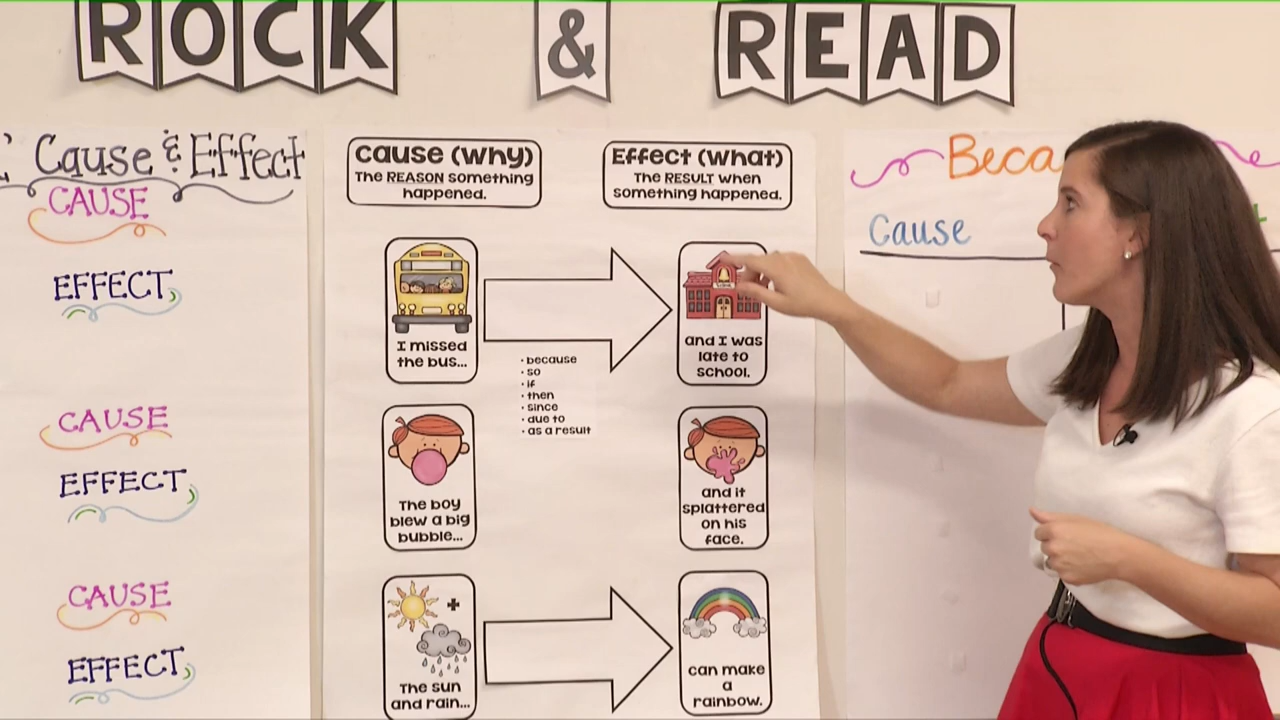 ROCK & READ
Cause & Effect
CAUSE
EFFECT
CAUSE
EFFECT
CAUSE
EFFECT
Cause (Why)
The REASON something
happened.
Effect (What)
The RESULT when
something happened.
I missed
the bus...
• because
• so
• if
• then
• since
• due to
• as a result
and I was
late to
school.
The boy
blew a big
bubble...
and it
splattered
on his
face.
The sun
and rain...
+
can make
a
rainbow.
Beca
Cause